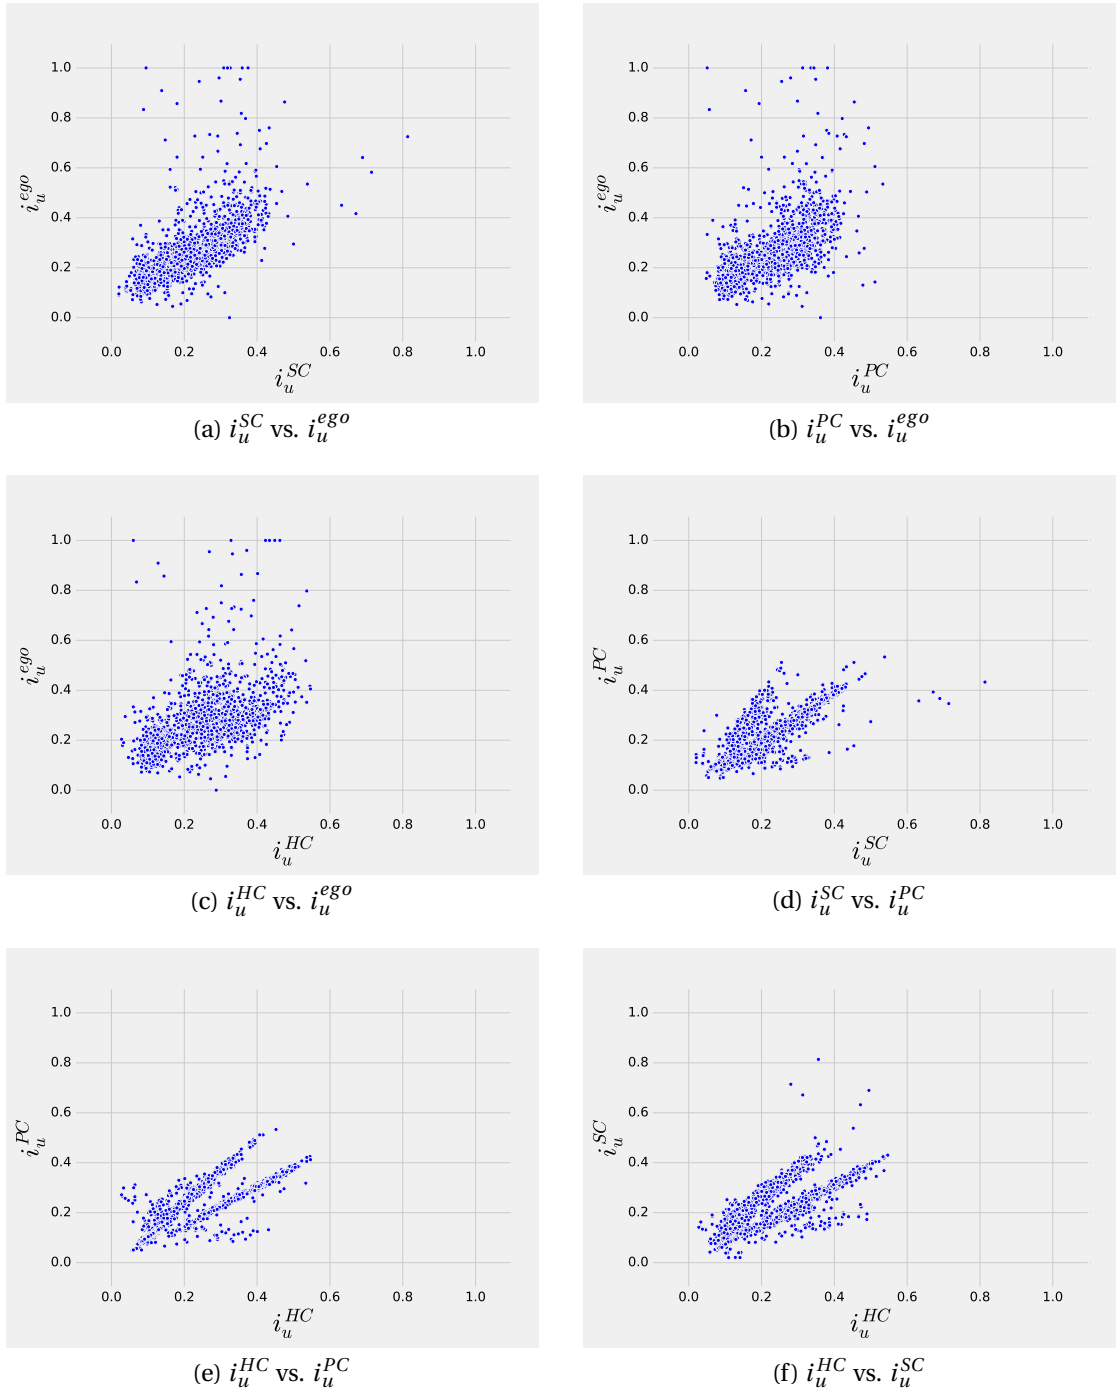 1.0 1.0
0.8 0.8
0.6 0.6
i_u^{ego} i_u^{ego}
0.4 0.4
0.2 0.2
0.0 0.0
0.0 0.2 0.4 0.6 0.8 1.0 0.0 0.2 0.4 0.6 0.8 1.0
i_u^{SC} i_u^{PC}
(a) i_u^{SC} vs. i_u^{ego} (b) i_u^{PC} vs. i_u^{ego}
1.0 1.0
0.8 0.8
0.6 0.6
i_u^{ego} i_u^{PC}
0.4 0.4
0.2 0.2
0.0 0.0
0.0 0.2 0.4 0.6 0.8 1.0 0.0 0.2 0.4 0.6 0.8 1.0
i_u^{HC} i_u^{SC}
(c) i_u^{HC} vs. i_u^{ego} (d) i_u^{SC} vs. i_u^{PC}
1.0 1.0
0.8 0.8
0.6 0.6
i_u^{PC} i_u^{SC}
0.4 0.4
0.2 0.2
0.0 0.0
0.0 0.2 0.4 0.6 0.8 1.0 0.0 0.2 0.4 0.6 0.8 1.0
i_u^{HC} i_u^{HC}
(e) i_u^{HC} vs. i_u^{PC} (f) i_u^{HC} vs. i_u^{SC}